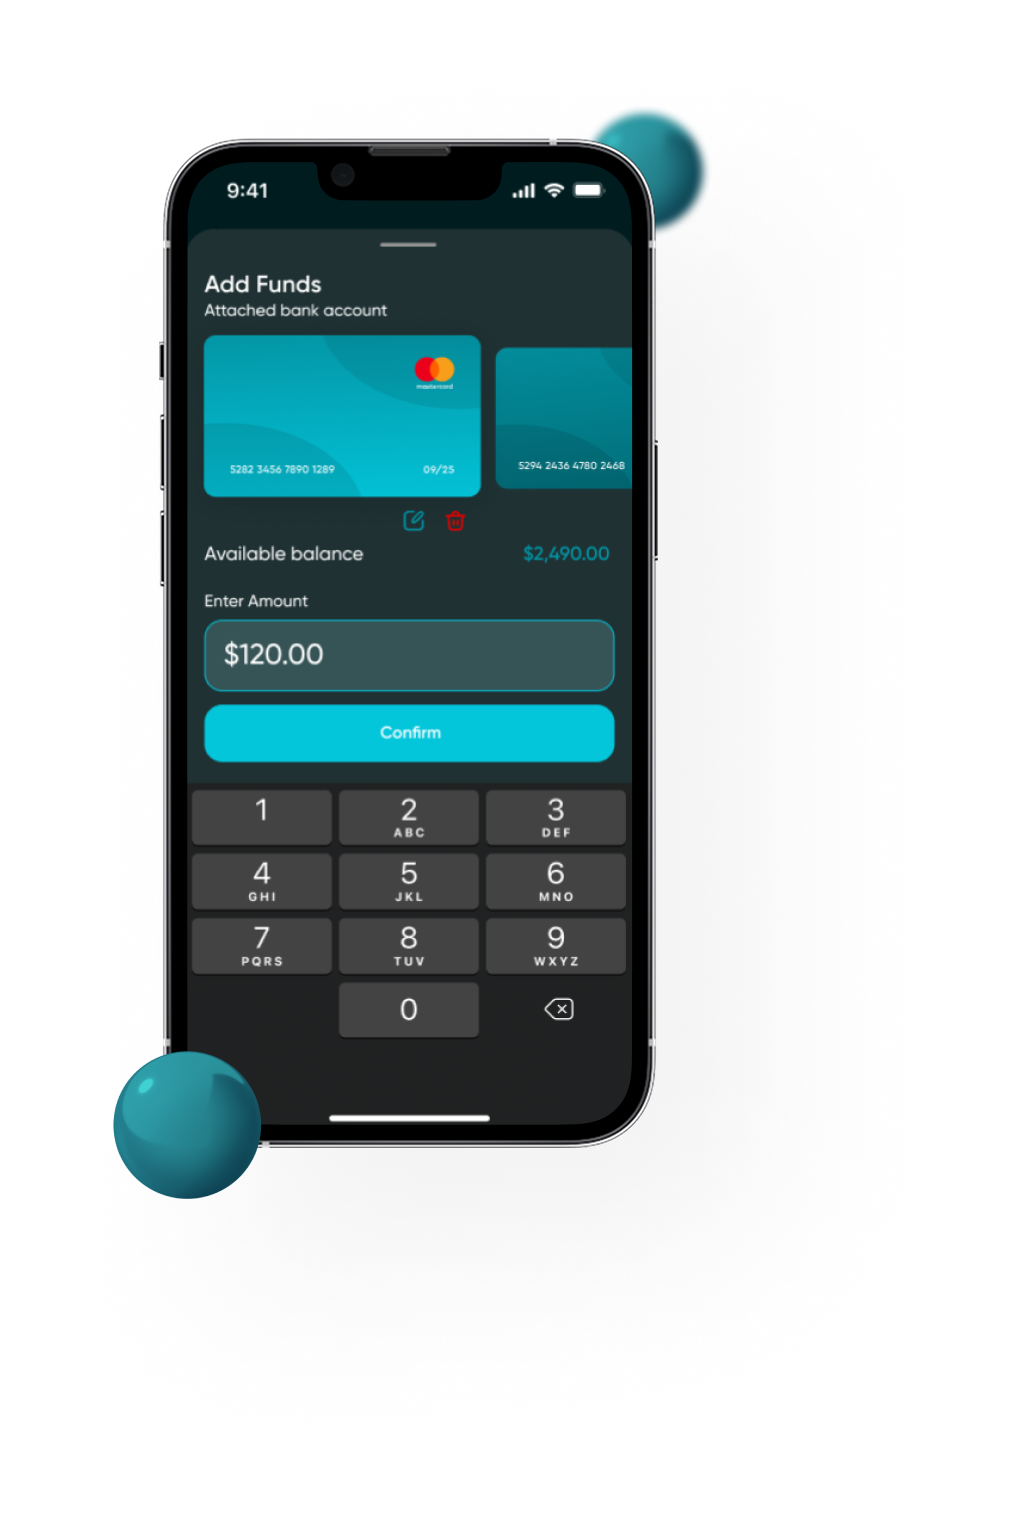 9:41
Add Funds
Attached bank account
mastercard
5282 3456 7890 1289 09/25
5294 2436 4780 2468
Available balance $2,490.00
Enter Amount
$120.00
Confirm
1 2 3
ABC DEF
4 5 6
GHI JKL MNO
7 8 9
PQRS TUV WXYZ
0